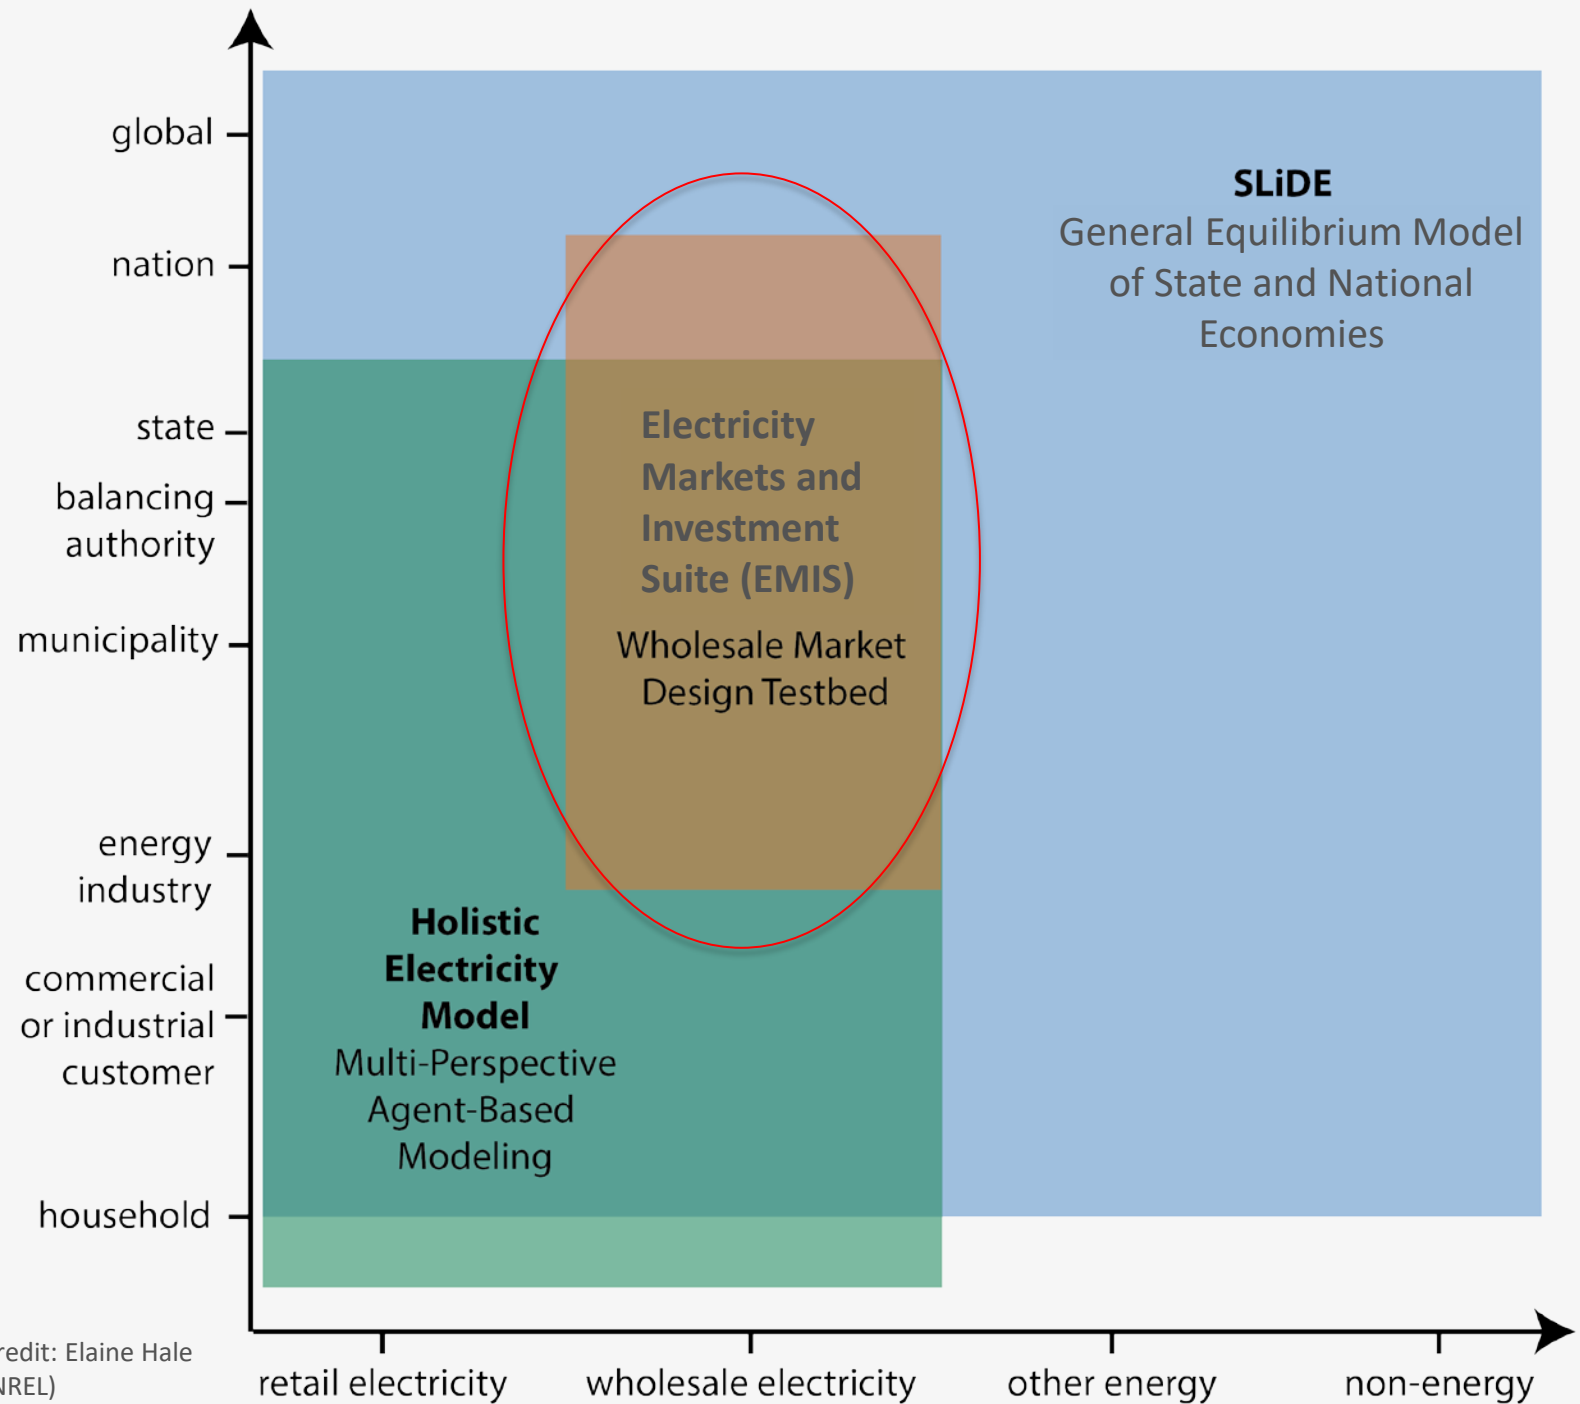 global
nation
state
balancing
authority
municipality
energy
industry
commercial
or industrial
customer
household
SLiDE
General Equilibrium Model
of State and National
Economies
Electricity
Markets and
Investment
Suite (EMIS)
Wholesale Market
Design Testbed
Holistic
Electricity
Model
Multi-Perspective
Agent-Based
Modeling
retail electricity
wholesale electricity
other energy
non-energy
redit: Elaine Hale
NREL)